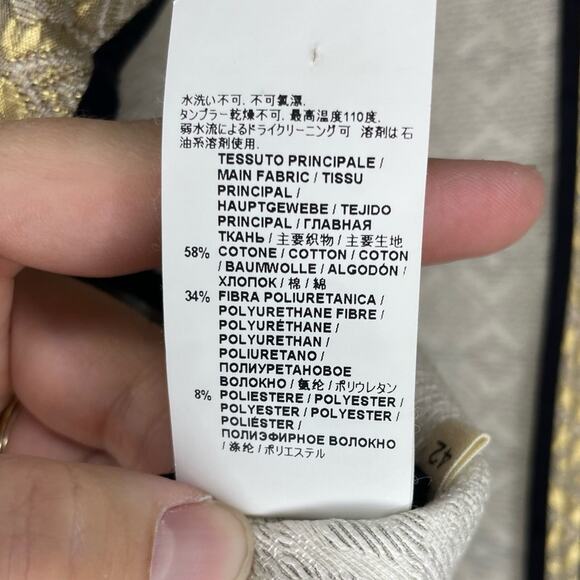 水洗い不可. 不可氯漂.
タンブラー乾燥不可. 最高温度110度.
弱水流によるドライクリーニング可 溶剤は石
油系溶剤使用.
TESSUTO PRINCIPALE /
MAIN FABRIC / TISSU
PRINCIPAL /
HAUPTGEWEBE / TEJIDO
PRINCIPAL / ГЛАВНАЯ
ТКАНЬ / 主要织物 / 主要生地
58% COTONE / COTTON / COTON
/ BAUMWOLLE / ALGODÓN /
ХЛОПОК / 棉 / 綿
34% FIBRA POLIURETANICA /
POLYURETHANE FIBRE /
POLYURÉTHANE /
POLYURETHAN /
POLIURETANO /
ПОЛИУРЕТАНОВОЕ
ВОЛОКНО / 氨纶 / ポリウレタン
8% POLIESTERE / POLYESTER /
POLYESTER / POLYESTER /
POLIÉSTER /
ПОЛИЭФИРНОЕ ВОЛОКНО
/ 涤纶 / ポリエステル
42